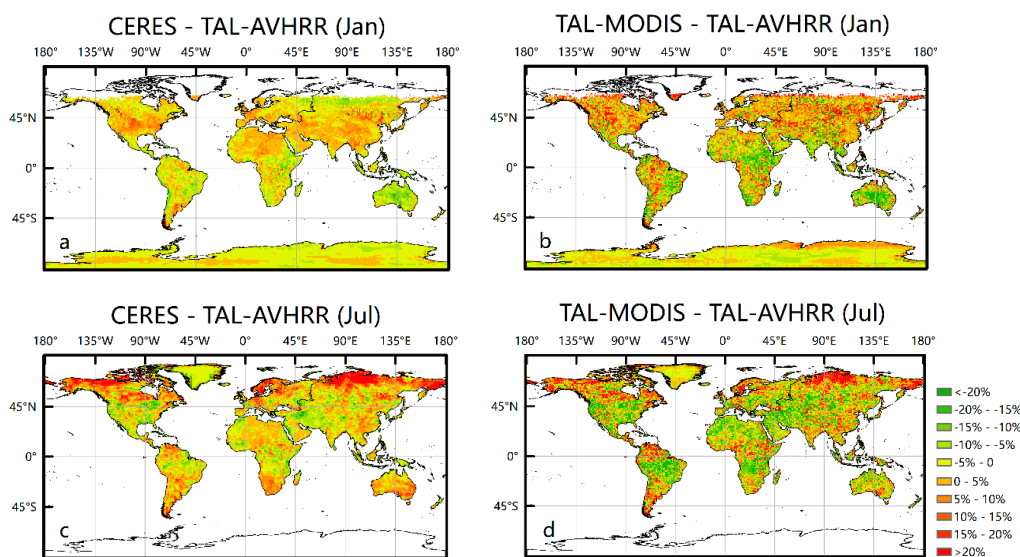 CERES - TAL-AVHRR (Jan)
180° 135°W 90°W 45°W 0° 45°E 90°E 135°E 180°
45°N
0°
45°S
a
TAL-MODIS - TAL-AVHRR (Jan)
180° 135°W 90°W 45°W 0° 45°E 90°E 135°E 180°
45°N
0°
45°S
b
CERES - TAL-AVHRR (Jul)
180° 135°W 90°W 45°W 0° 45°E 90°E 135°E 180°
45°N
0°
45°S
c
TAL-MODIS - TAL-AVHRR (Jul)
180° 135°W 90°W 45°W 0° 45°E 90°E 135°E 180°
45°N
0°
45°S
d
<-20%
-20% - -15%
-15% - -10%
-10% - -5%
-5% - 0
0 - 5%
5% - 10%
10% - 15%
15% - 20%
>20%